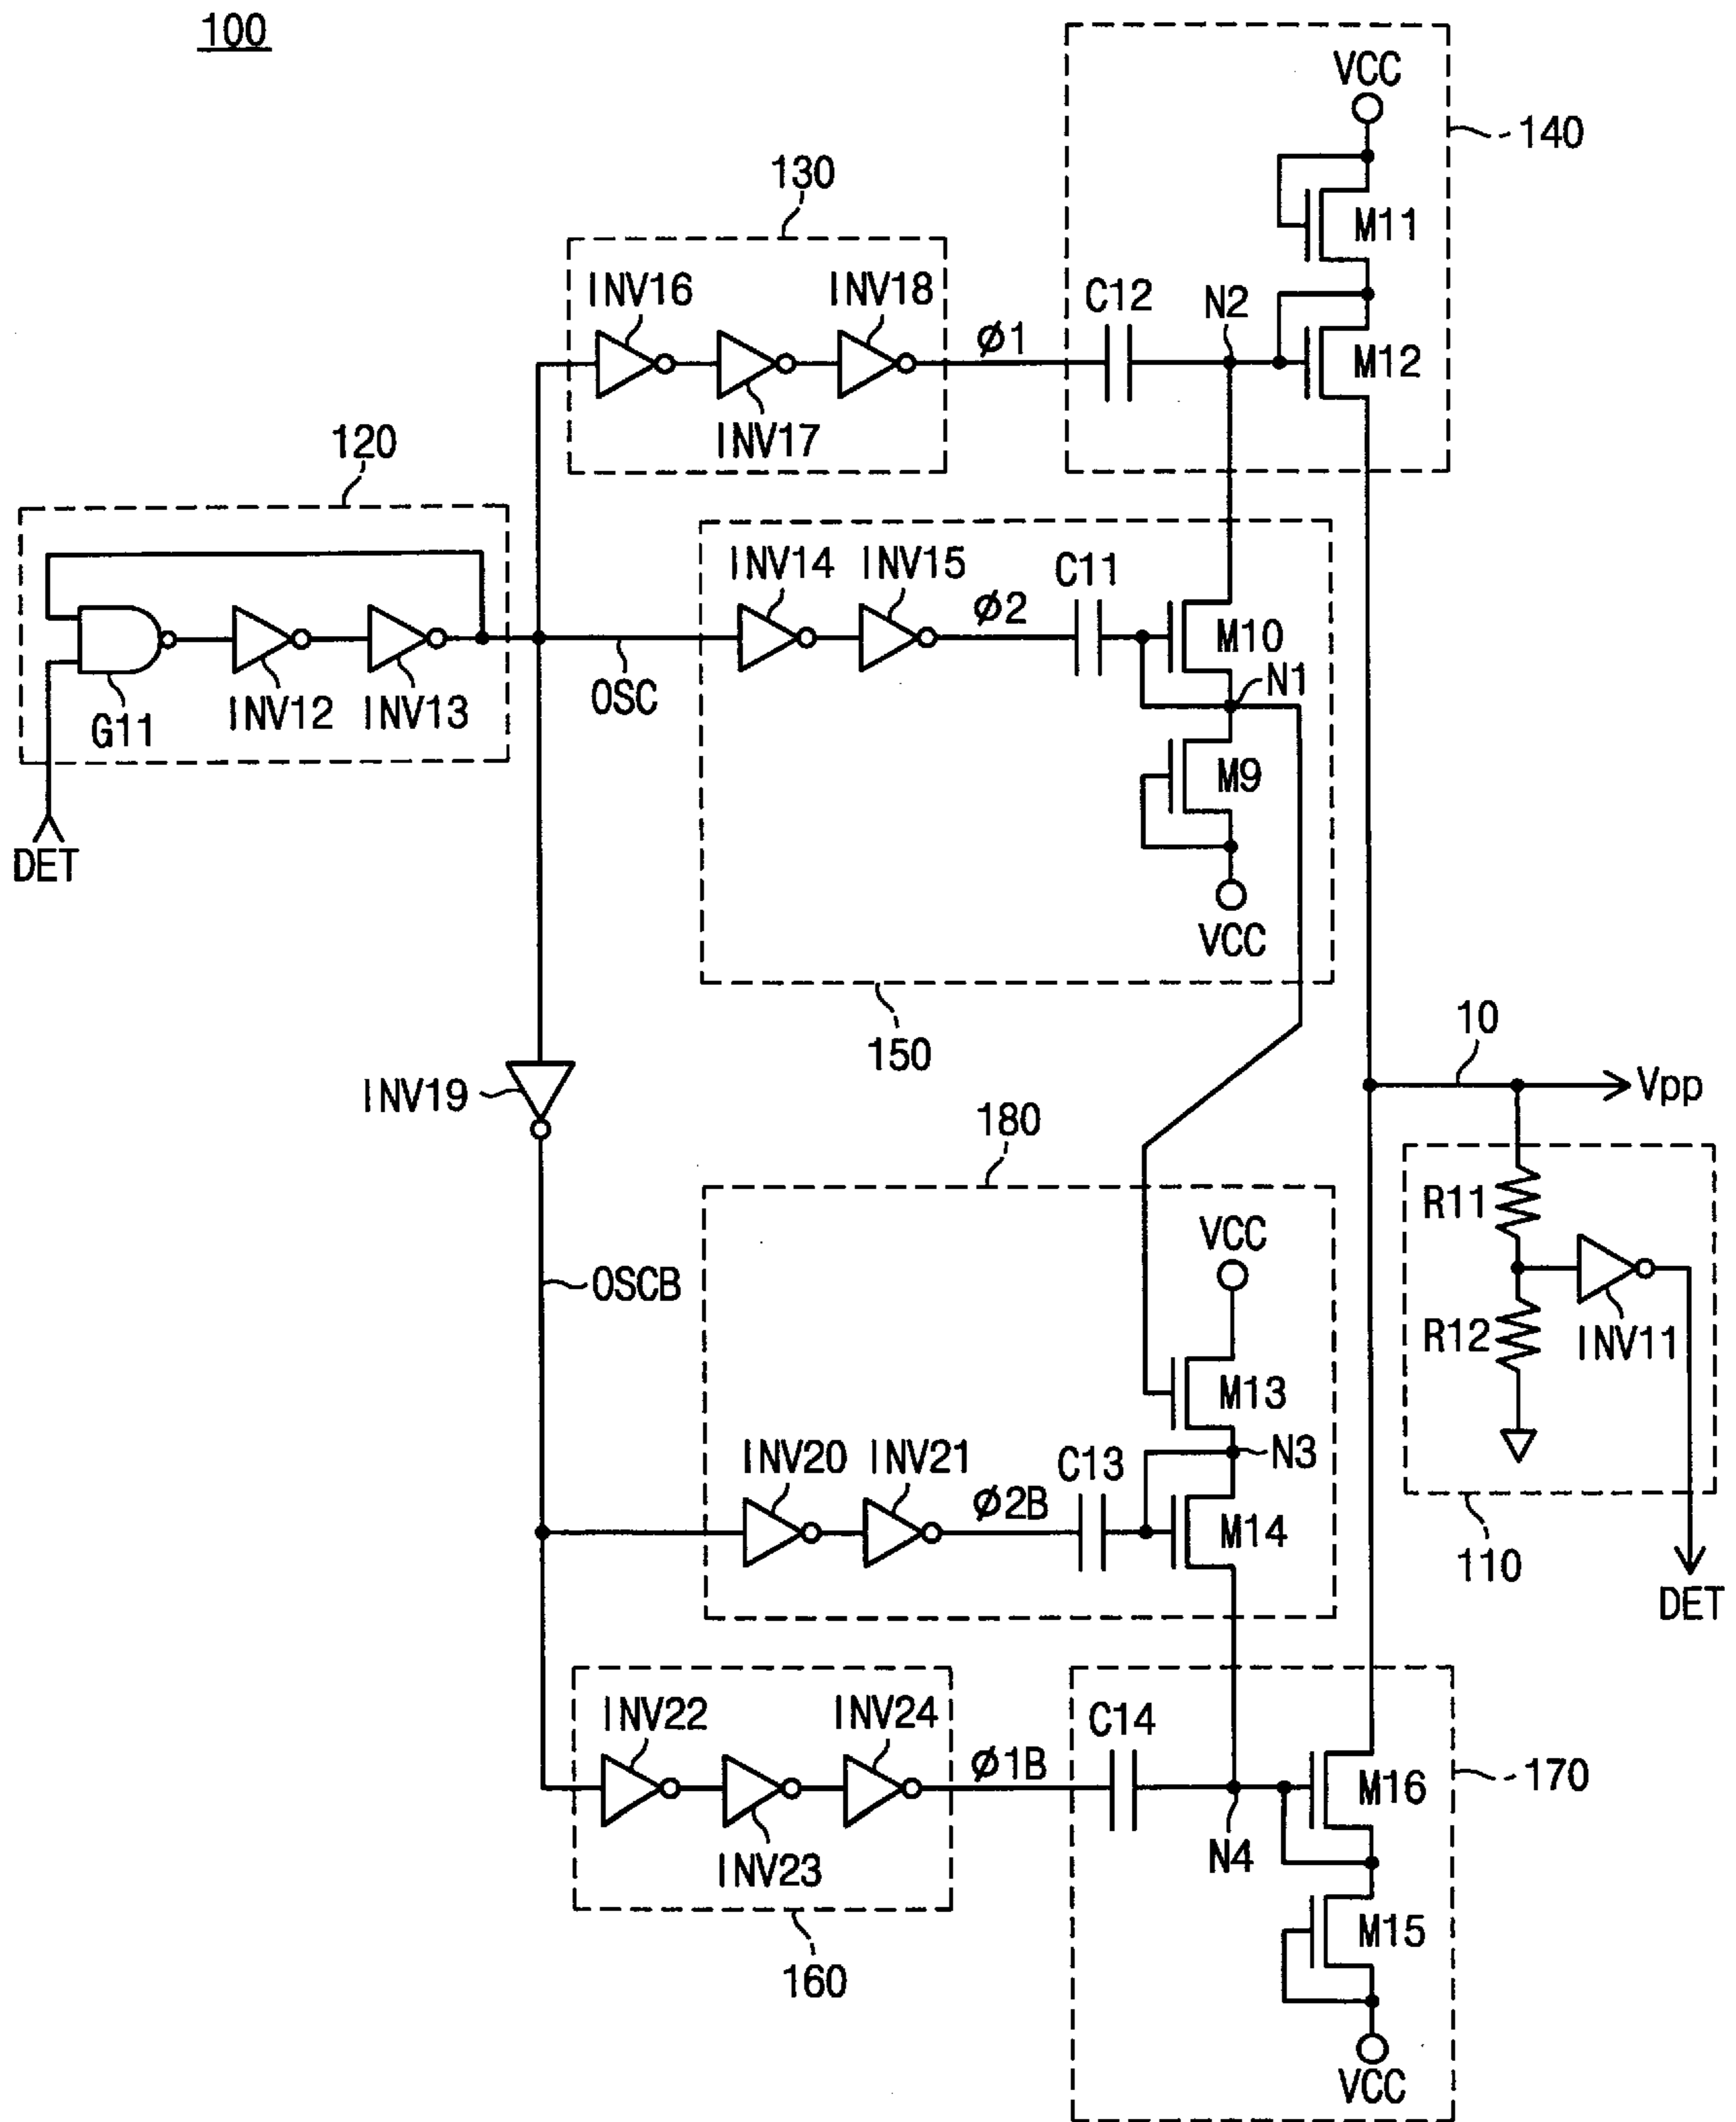 100
VCC
140
130
M11
INV16
INV18
C12
N2
ø1
M12
INV17
120
INV14
INV15
C11
ø2
M10
N1
OSC
INV12
INV13
G11
M9
DET
VCC
150
10
INV19
Vpp
180
R11
VCC
OSCB
R12
INV11
M13
N3
INV20
INV21
C13
ø2B
M14
110
DET
INV22
INV24
C14
ø1B
170
M16
N4
INV23
M15
160
VCC